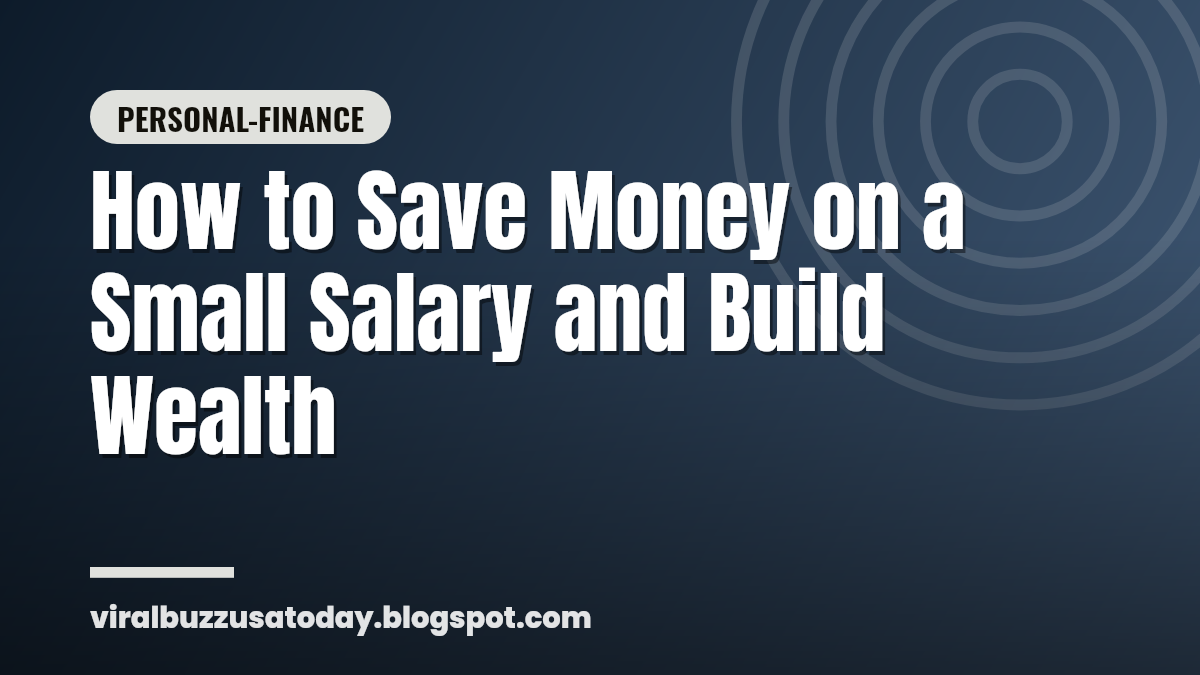 PERSONAL-FINANCE
How to Save Money on a
Small Salary and Build
Wealth
viralbuzzusatoday.blogspot.com